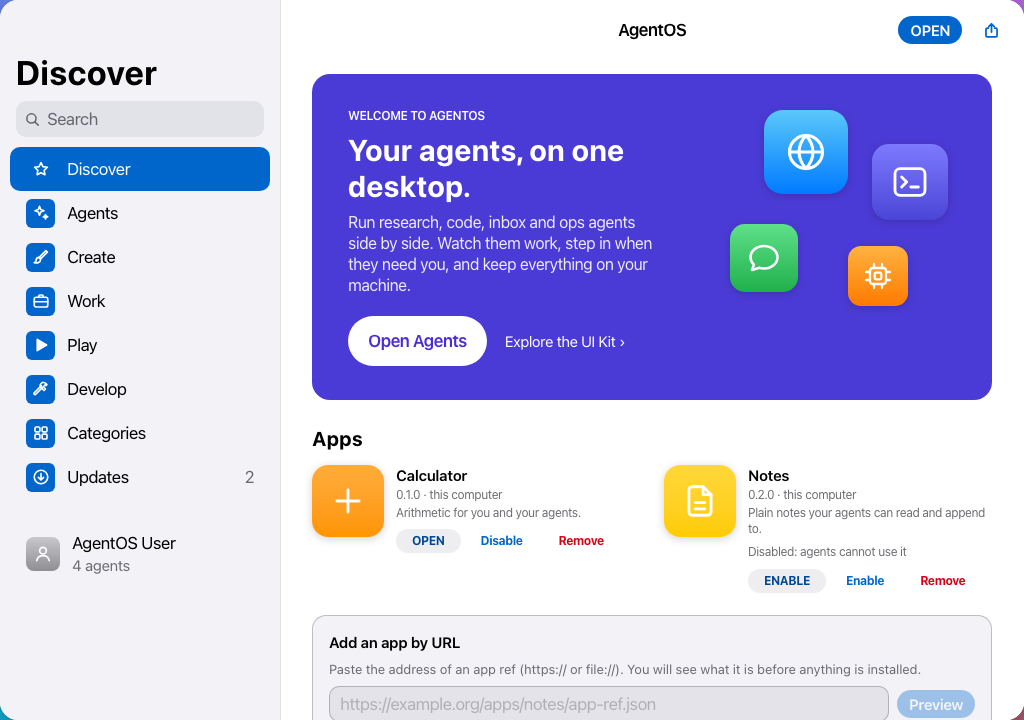 AgentOS
OPEN
Discover
Search
Discover
Agents
Create
Work
Play
Develop
Categories
Updates 2
AgentOS User
4 agents
WELCOME TO AGENTOS
Your agents, on one
desktop.
Run research, code, inbox and ops agents
side by side. Watch them work, step in when
they need you, and keep everything on your
machine.
Open Agents
Explore the UI Kit ›
Apps
Calculator
0.1.0 · this computer
Arithmetic for you and your agents.
OPEN Disable Remove
Notes
0.2.0 · this computer
Plain notes your agents can read and append
to.
Disabled: agents cannot use it
ENABLE Enable Remove
Add an app by URL
Paste the address of an app ref (https:// or file://). You will see what it is before anything is installed.
https://example.org/apps/notes/app-ref.json
Preview